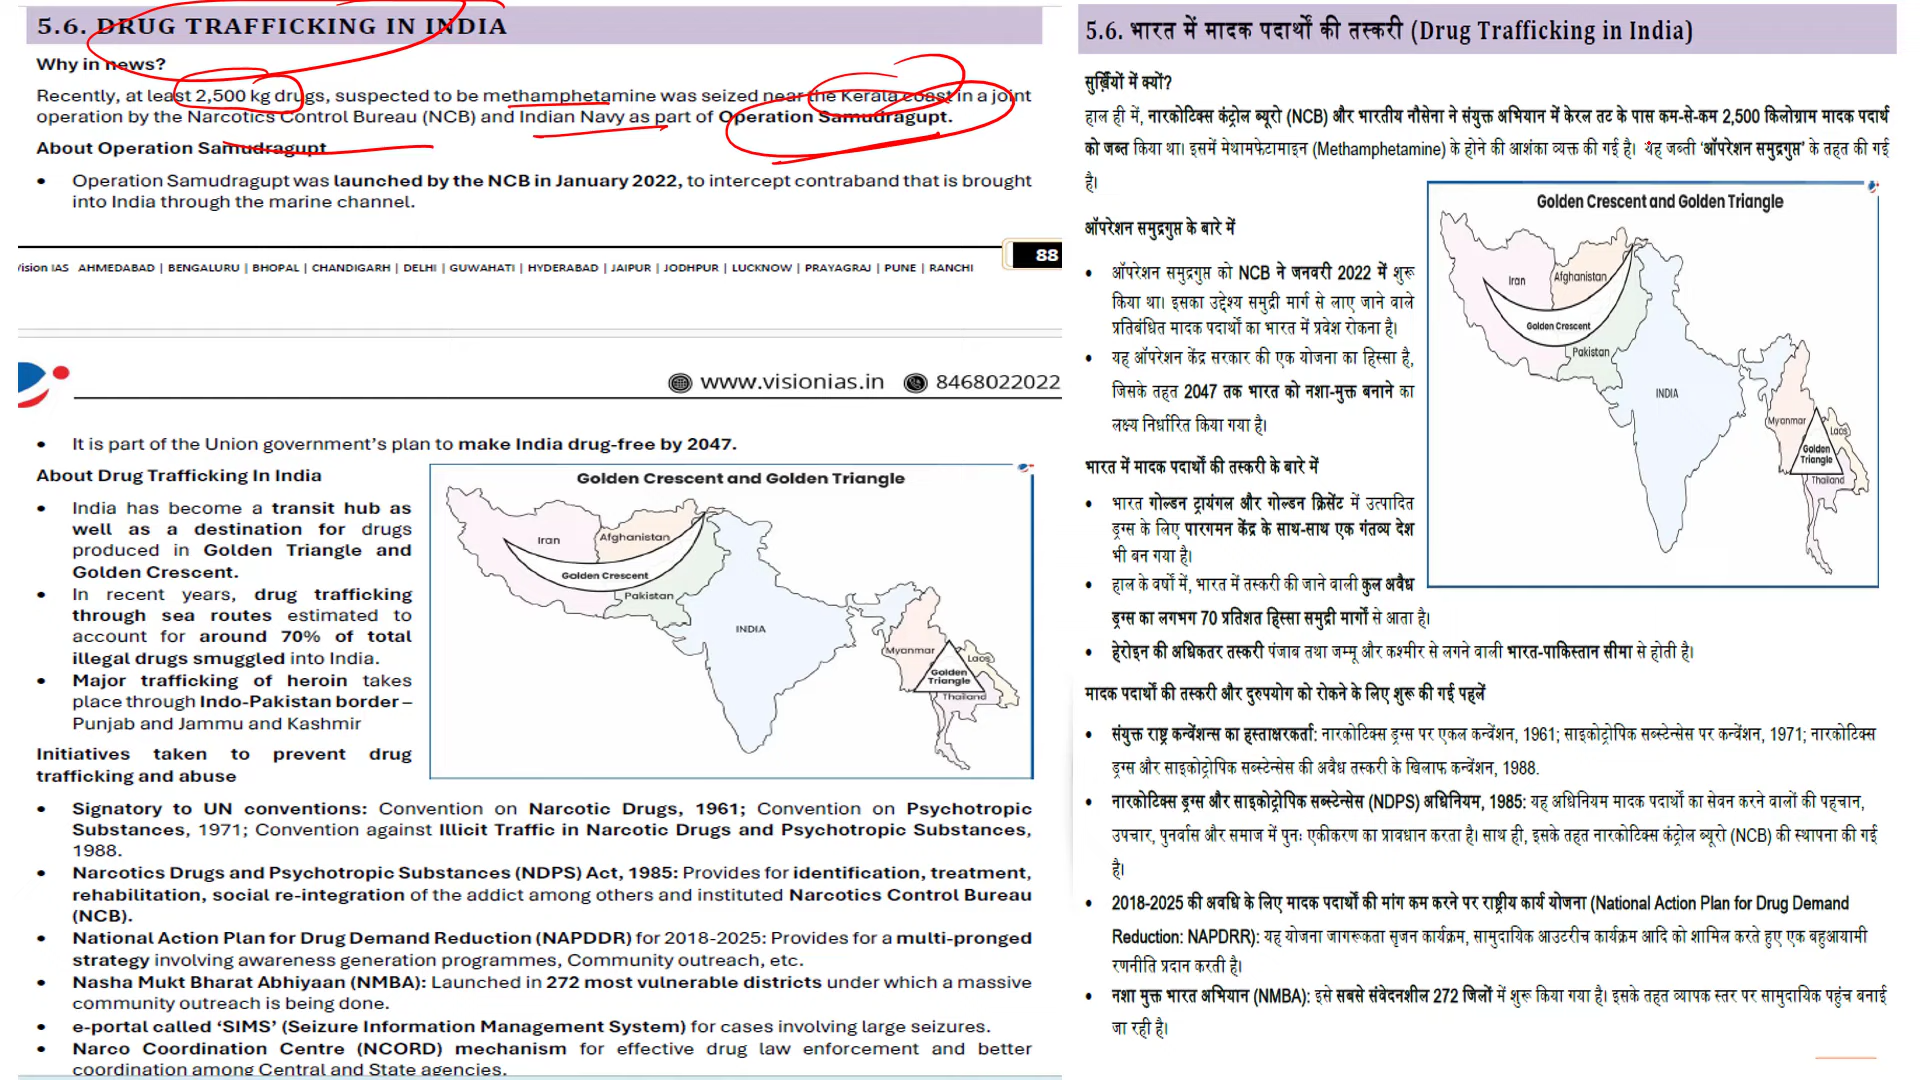 5.6. DRUG TRAFFICKING IN INDIA
Why in news?
Recently, at least 2,500 kg drugs, suspected to be methamphetamine was seized near the Kerala coast in a joint
operation by the Narcotics Control Bureau (NCB) and Indian Navy as part of Operation Samudragupt.
About Operation Samudragupt
• Operation Samudragupt was launched by the NCB in January 2022, to intercept contraband that is brought
into India through the marine channel.
88
Vision IAS AHMEDABAD | BENGALURU | BHOPAL | CHANDIGARH | DELHI | GUWAHATI | HYDERABAD | JAIPUR | JODHPUR | LUCKNOW | PRAYAGRAJ | PUNE | RANCHI
www.visionias.in 8468022022
• It is part of the Union government's plan to make India drug-free by 2047.
About Drug Trafficking In India
• India has become a transit hub as
well as a destination for drugs
produced in Golden Triangle and
Golden Crescent.
• In recent years, drug trafficking
through sea routes estimated to
account for around 70% of total
illegal drugs smuggled into India.
• Major trafficking of heroin takes
place through Indo-Pakistan border –
Punjab and Jammu and Kashmir
Golden Crescent and Golden Triangle
Iran
Afghanistan
Golden Crescent
Pakistan
INDIA
Myanmar
Laos
Golden
Triangle
Thailand
Initiatives taken to prevent drug
trafficking and abuse
• Signatory to UN conventions: Convention on Narcotic Drugs, 1961; Convention on Psychotropic
Substances, 1971; Convention against Illicit Traffic in Narcotic Drugs and Psychotropic Substances,
1988.
• Narcotics Drugs and Psychotropic Substances (NDPS) Act, 1985: Provides for identification, treatment,
rehabilitation, social re-integration of the addict among others and instituted Narcotics Control Bureau
(NCB).
• National Action Plan for Drug Demand Reduction (NAPDDR) for 2018-2025: Provides for a multi-pronged
strategy involving awareness generation programmes, Community outreach, etc.
• Nasha Mukt Bharat Abhiyaan (NMBA): Launched in 272 most vulnerable districts under which a massive
community outreach is being done.
• e-portal called ‘SIMS’ (Seizure Information Management System) for cases involving large seizures.
• Narco Coordination Centre (NCORD) mechanism for effective drug law enforcement and better
coordination among Central and State agencies.
5.6. भारत में मादक पदार्थों की तस्करी (Drug Trafficking in India)
सुर्ख़ियों में क्यों?
हाल ही में, नारकोटिक्स कंट्रोल ब्यूरो (NCB) और भारतीय नौसेना ने संयुक्त अभियान में केरल तट के पास कम-से-कम 2,500 किलोग्राम मादक पदार्थ
को जब्त किया था। इसमें मेथामफेटामाइन (Methamphetamine) के होने की आशंका व्यक्त की गई है। यह जब्ती ‘ऑपरेशन समुद्रगुप्त’ के तहत की गई
है।
ऑपरेशन समुद्रगुप्त के बारे में
• ऑपरेशन समुद्रगुप्त को NCB ने जनवरी 2022 में शुरू
किया था। इसका उद्देश्य समुद्री मार्ग से लाए जाने वाले
प्रतिबंधित मादक पदार्थों का भारत में प्रवेश रोकना है।
• यह ऑपरेशन केंद्र सरकार की एक योजना का हिस्सा है,
जिसके तहत 2047 तक भारत को नशा-मुक्त बनाने का
लक्ष्य निर्धारित किया गया है।
भारत में मादक पदार्थों की तस्करी के बारे में
• भारत गोल्डन ट्रायंगल और गोल्डन क्रिसेंट में उत्पादित
ड्रग्स के लिए पारगमन केंद्र के साथ-साथ एक गंतव्य देश
भी बन गया है।
• हाल के वर्षों में, भारत में तस्करी की जाने वाली कुल अवैध
ड्रग्स का लगभग 70 प्रतिशत हिस्सा समुद्री मार्गों से आता है।
Golden Crescent and Golden Triangle
Iran
Afghanistan
Golden Crescent
Pakistan
INDIA
Myanmar
Laos
Golden
Triangle
Thailand
• हेरोइन की अधिकतर तस्करी पंजाब तथा जम्मू और कश्मीर से लगने वाली भारत-पाकिस्तान सीमा से होती है।
मादक पदार्थों की तस्करी और दुरुपयोग को रोकने के लिए शुरू की गई पहलें
• संयुक्त राष्ट्र कन्वेंशन्स का हस्ताक्षरकर्ता: नारकोटिक्स ड्रग्स पर एकल कन्वेंशन, 1961; साइकोट्रोपिक सब्स्टेन्सेस पर कन्वेंशन, 1971; नारकोटिक्स
ड्रग्स और साइकोट्रोपिक सब्स्टेन्सेस की अवैध तस्करी के खिलाफ कन्वेंशन, 1988.
• नारकोटिक्स ड्रग्स और साइकोट्रोपिक सब्स्टेन्सेस (NDPS) अधिनियम, 1985: यह अधिनियम मादक पदार्थों का सेवन करने वालों की पहचान,
उपचार, पुनर्वास और समाज में पुनः एकीकरण का प्रावधान करता है। साथ ही, इसके तहत नारकोटिक्स कंट्रोल ब्यूरो (NCB) की स्थापना की गई
है।
• 2018-2025 की अवधि के लिए मादक पदार्थों की मांग कम करने पर राष्ट्रीय कार्य योजना (National Action Plan for Drug Demand
Reduction: NAPDRR): यह योजना जागरूकता सृजन कार्यक्रम, सामुदायिक आउटरीच कार्यक्रम आदि को शामिल करते हुए एक बहुआयामी
रणनीति प्रदान करती है।
• नशा मुक्त भारत अभियान (NMBA): इसे सबसे संवेदनशील 272 जिलों में शुरू किया गया है। इसके तहत व्यापक स्तर पर सामुदायिक पहुंच बनाई
जा रही है।